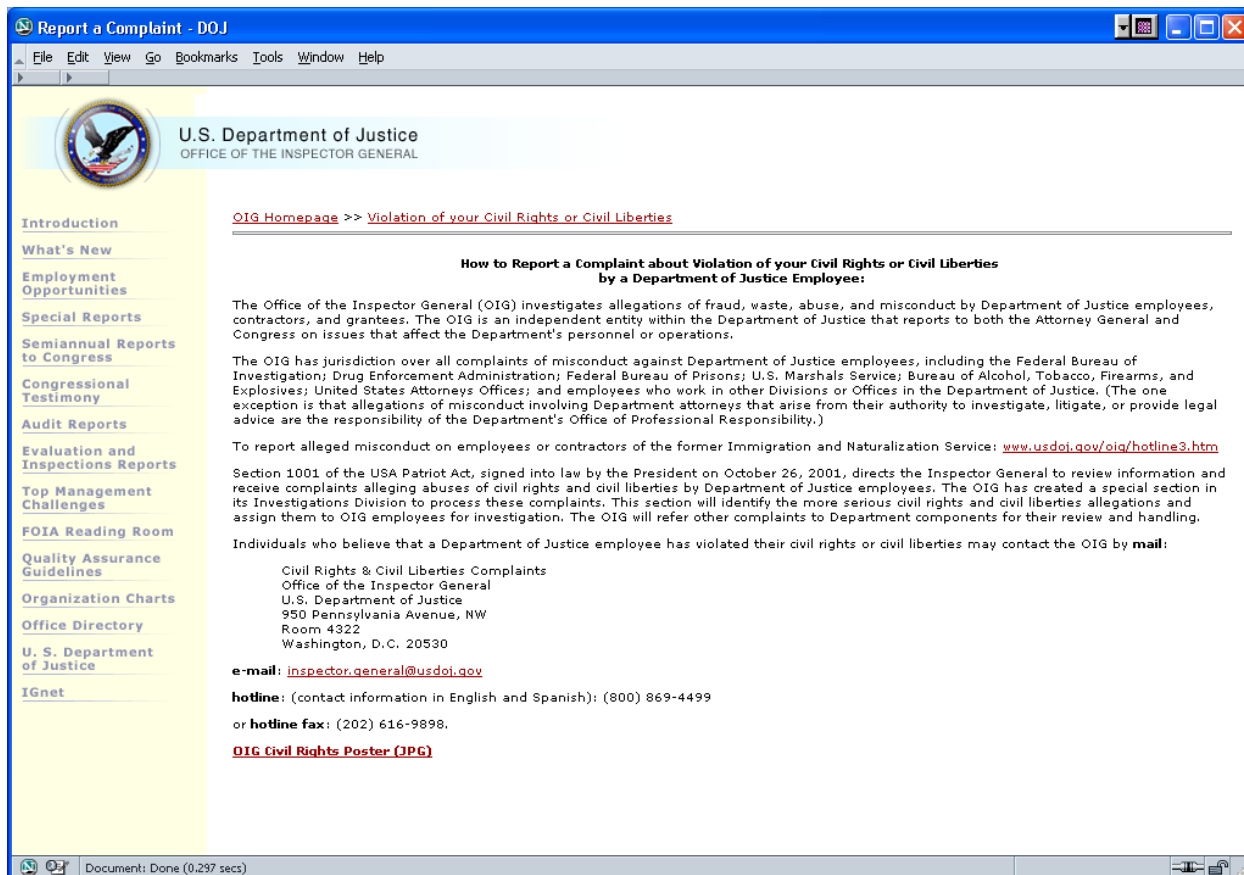 Report a Complaint - DOJ
File Edit View Go Bookmarks Tools Window Help
U.S. Department of Justice
OFFICE OF THE INSPECTOR GENERAL
Introduction
What's New
Employment
Opportunities
Special Reports
Semiannual Reports
to Congress
Congressional
Testimony
Audit Reports
Evaluation and
Inspections Reports
Top Management
Challenges
FOIA Reading Room
Quality Assurance
Guidelines
Organization Charts
Office Directory
U. S. Department
of Justice
IGnet
OIG Homepage >> Violation of your Civil Rights or Civil Liberties
How to Report a Complaint about Violation of your Civil Rights or Civil Liberties
by a Department of Justice Employee:
The Office of the Inspector General (OIG) investigates allegations of fraud, waste, abuse, and misconduct by Department of Justice employees,
contractors, and grantees. The OIG is an independent entity within the Department of Justice that reports to both the Attorney General and
Congress on issues that affect the Department's personnel or operations.
The OIG has jurisdiction over all complaints of misconduct against Department of Justice employees, including the Federal Bureau of
Investigation; Drug Enforcement Administration; Federal Bureau of Prisons; U.S. Marshals Service; Bureau of Alcohol, Tobacco, Firearms, and
Explosives; United States Attorneys Offices; and employees who work in other Divisions or Offices in the Department of Justice. (The one
exception is that allegations of misconduct involving Department attorneys that arise from their authority to investigate, litigate, or provide legal
advice are the responsibility of the Department's Office of Professional Responsibility.)
To report alleged misconduct on employees or contractors of the former Immigration and Naturalization Service: www.usdoj.gov/oig/hotline3.htm
Section 1001 of the USA Patriot Act, signed into law by the President on October 26, 2001, directs the Inspector General to review information and
receive complaints alleging abuses of civil rights and civil liberties by Department of Justice employees. The OIG has created a special section in
its Investigations Division to process these complaints. This section will identify the more serious civil rights and civil liberties allegations and
assign them to OIG employees for investigation. The OIG will refer other complaints to Department components for their review and handling.
Individuals who believe that a Department of Justice employee has violated their civil rights or civil liberties may contact the OIG by mail:
Civil Rights & Civil Liberties Complaints
Office of the Inspector General
U.S. Department of Justice
950 Pennsylvania Avenue, NW
Room 4322
Washington, D.C. 20530
e-mail: inspector.general@usdoj.gov
hotline: (contact information in English and Spanish): (800) 869-4499
or hotline fax: (202) 616-9898.
OIG Civil Rights Poster (JPG)
Document: Done (0.297 secs)